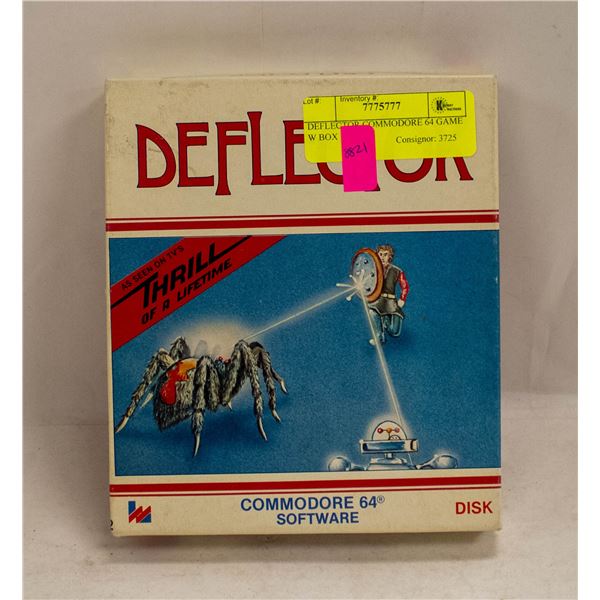 Lot #:
Inventory #:
7775777
DEFLECTOR COMMODORE 64 GAME
W BOX
Consignor: 3725
0821
DEFLECTOR
AS SEEN ON TV'S
THRILL
OF A LIFETIME
COMMODORE 64®
SOFTWARE
DISK